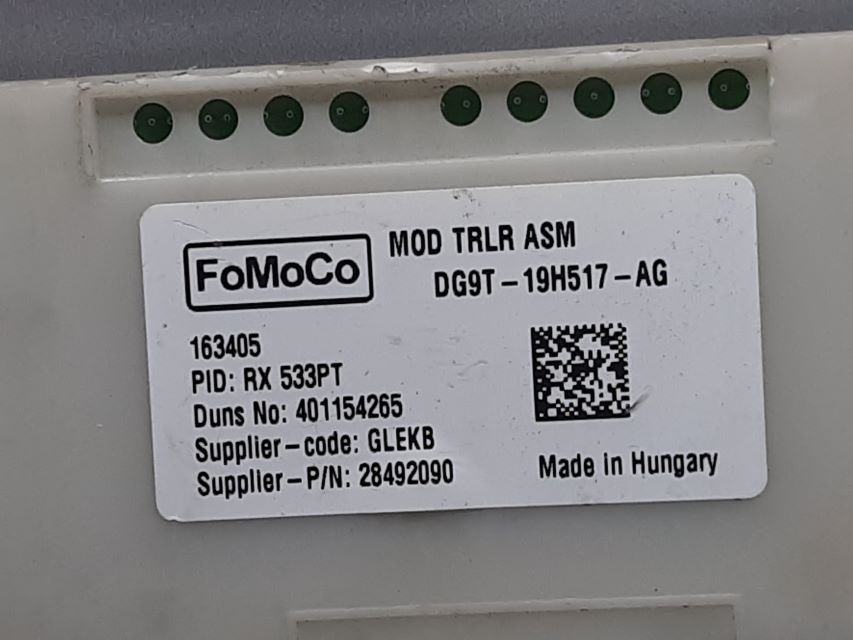 FoMoCo
MOD TRLR ASM
DG9T-19H517-AG
163405
PID: RX 533PT
Duns No: 401154265
Supplier-code: GLEKB
Supplier-P/N: 28492090
Made in Hungary